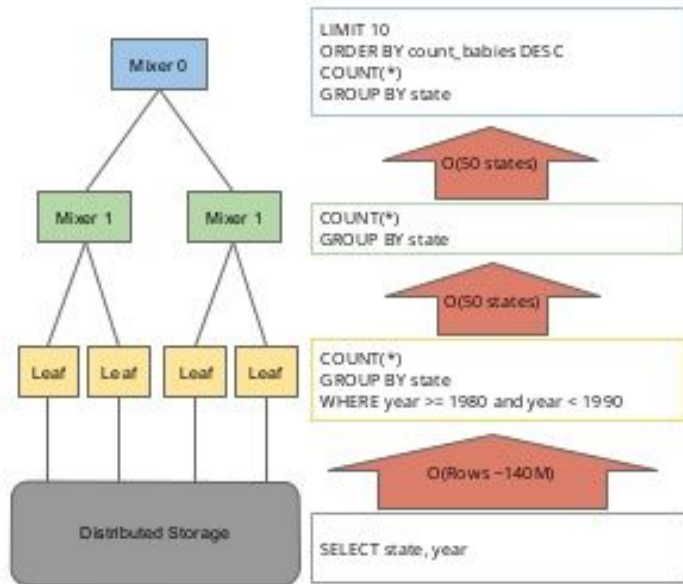 Mixer 0
LIMIT 10
ORDER BY count_babies DESC
COUNT(*)
GROUP BY state
O(50 states)
Mixer 1
Mixer 1
COUNT(*)
GROUP BY state
O(50 states)
Leaf
Leaf
Leaf
Leaf
COUNT(*)
GROUP BY state
WHERE year >= 1980 and year < 1990
O(Rows ~140M)
Distributed Storage
SELECT state, year